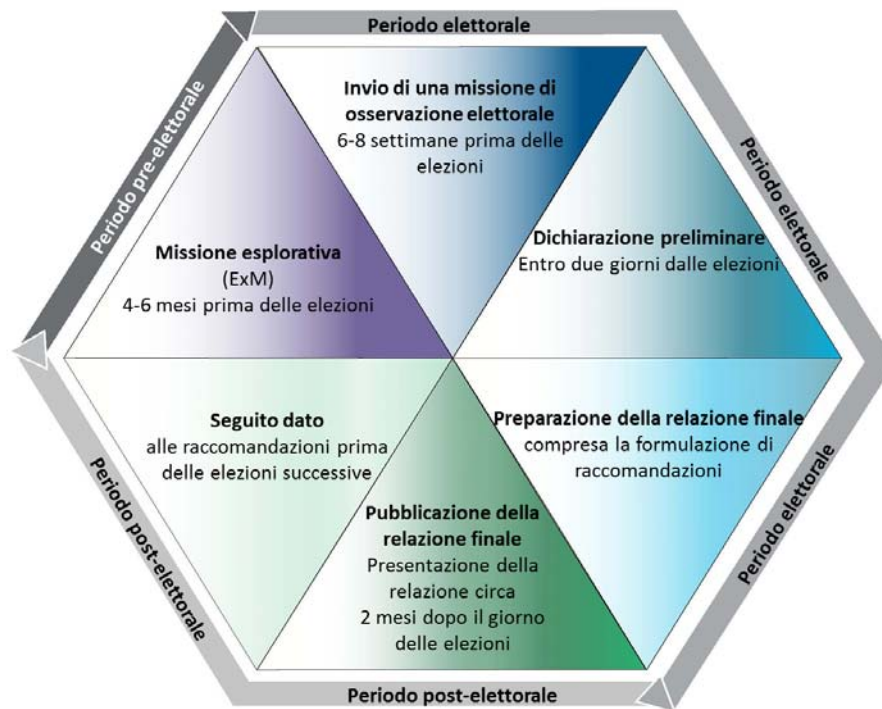 Periodo elettorale
Periodo pre-elettorale
Invio di una missione di
osservazione elettorale
6-8 settimane prima delle
elezioni
Periodo elettorale
Missione esplorativa
(ExM)
4-6 mesi prima delle elezioni
Dichiarazione preliminare
Entro due giorni dalle elezioni
Seguito dato
alle raccomandazioni prima
delle elezioni successive
Preparazione della relazione finale
compresa la formulazione di
raccomandazioni
Pubblicazione della
relazione finale
Presentazione della
relazione circa
2 mesi dopo il giorno
delle elezioni
Periodo post-elettorale
Periodo elettorale
Periodo post-elettorale